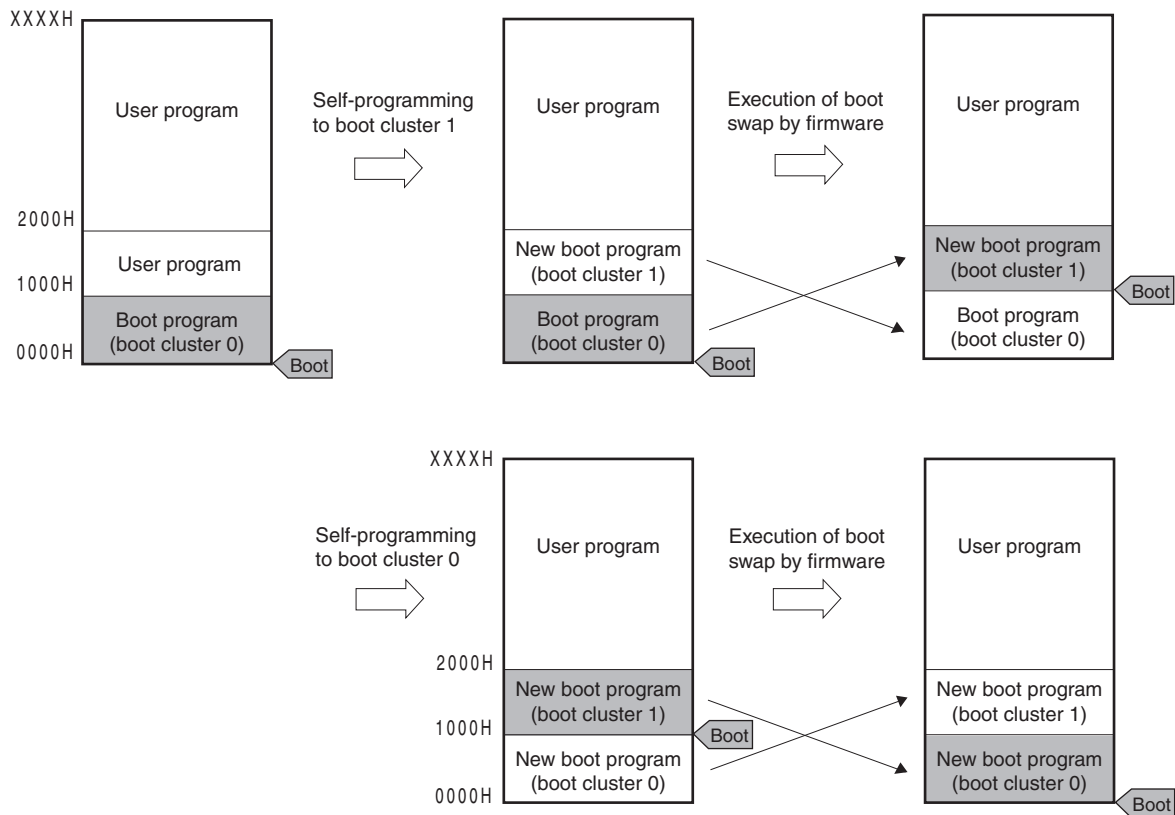 XXXXH
User program
2000H
User program
1000H
Boot program
(boot cluster 0)
0000H
Boot
Self-programming
to boot cluster 1
User program
New boot program
(boot cluster 1)
Boot program
(boot cluster 0)
Boot
Execution of boot
swap by firmware
User program
New boot program
(boot cluster 1)
Boot
Boot program
(boot cluster 0)
Self-programming
to boot cluster 0
XXXXH
User program
2000H
New boot program
(boot cluster 1)
1000H
Boot
New boot program
(boot cluster 0)
0000H
Execution of boot
swap by firmware
User program
New boot program
(boot cluster 1)
New boot program
(boot cluster 0)
Boot